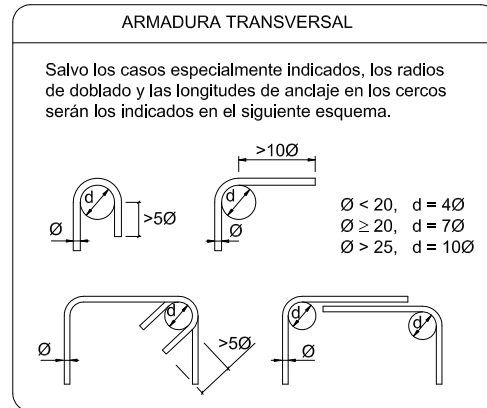 ARMADURA TRANSVERSAL
Salvo los casos especialmente indicados, los radios
de doblado y las longitudes de anclaje en los cercos
serán los indicados en el siguiente esquema.
>10Ø
d
>5Ø
Ø
d
Ø
Ø < 20, d = 4Ø
Ø ≥ 20, d = 7Ø
Ø > 25, d = 10Ø
Ø
d
>5Ø
d
Ø
d